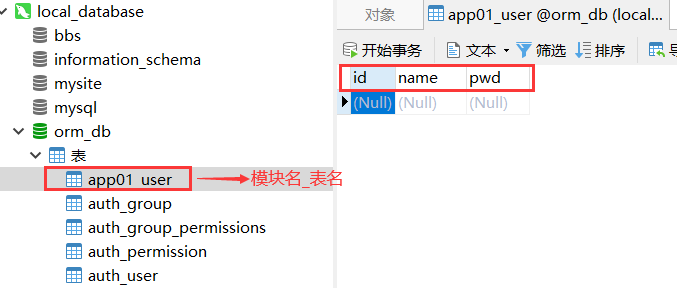 local_database
bbs
information_schema
mysite
mysql
orm_db
表
app01_user
模块名_表名
auth_group
auth_group_permissions
auth_permission
auth_user
对象
app01_user @orm_db (local...
开始事务
文本
筛选
排序
id name pwd
(Null) (Null) (Null)